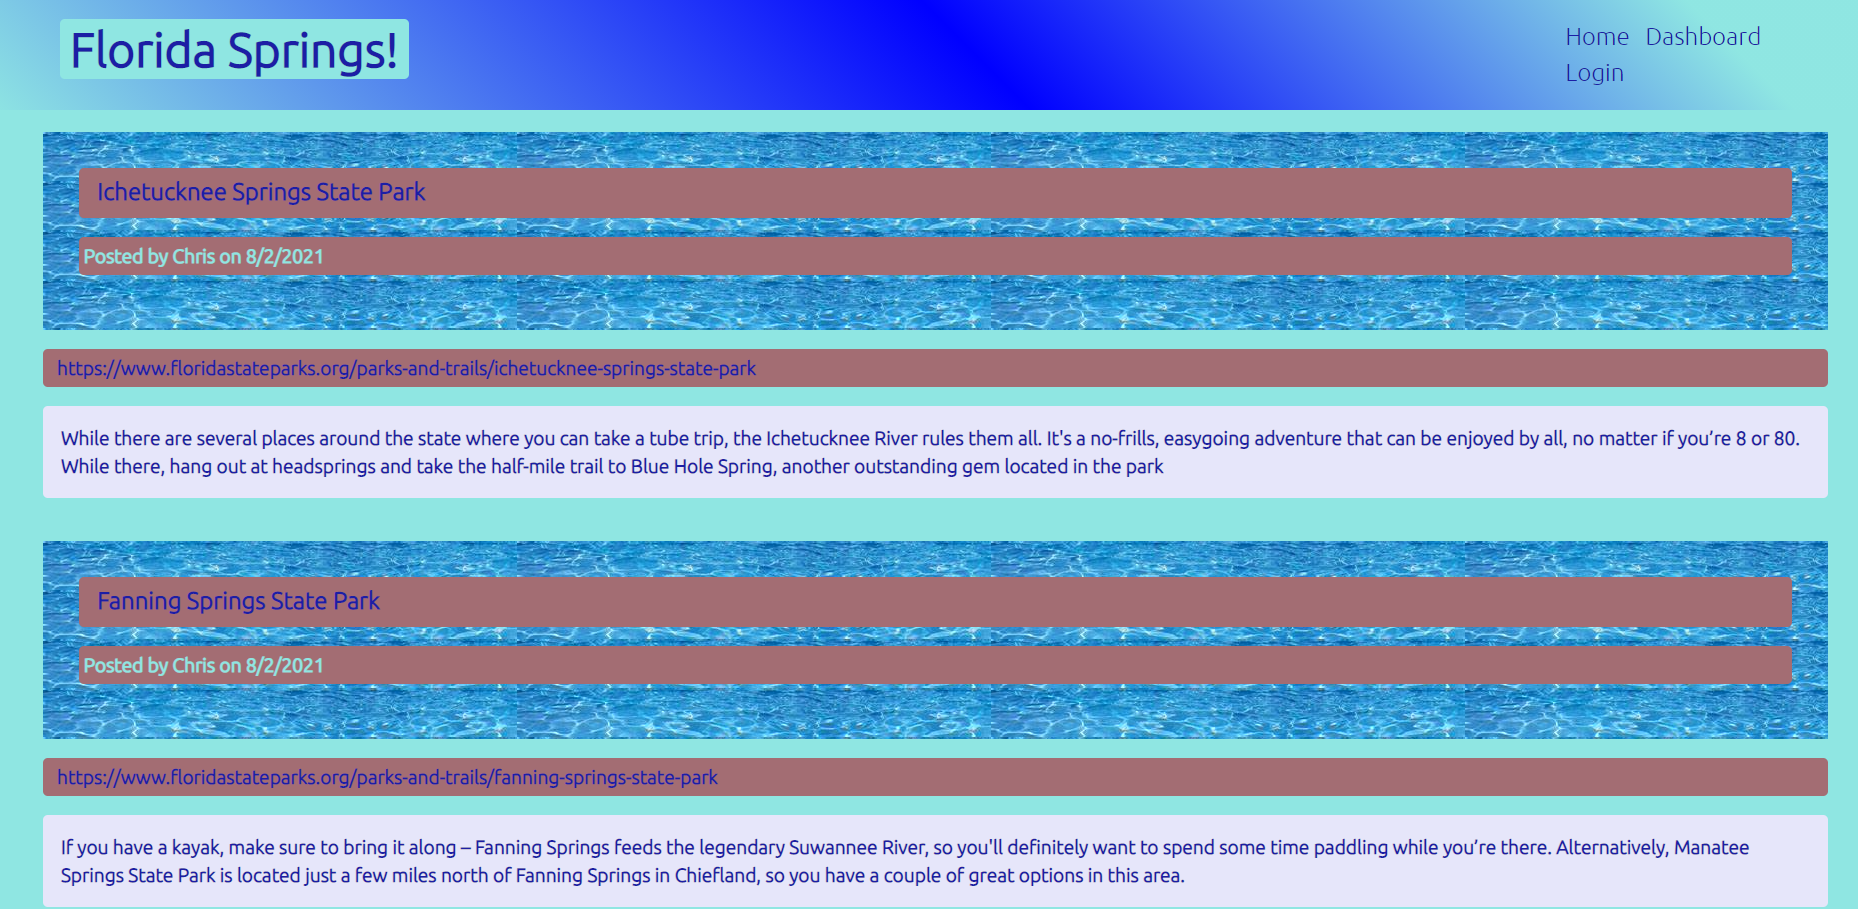 Florida Springs!
Home Dashboard
Login
Ichetucknee Springs State Park
Posted by Chris on 8/2/2021
https://www.floridastateparks.org/parks-and-trails/ichetucknee-springs-state-park
While there are several places around the state where you can take a tube trip, the Ichetucknee River rules them all. It's a no-frills, easygoing adventure that can be enjoyed by all, no matter if you’re 8 or 80.
While there, hang out at headsprings and take the half-mile trail to Blue Hole Spring, another outstanding gem located in the park
Fanning Springs State Park
Posted by Chris on 8/2/2021
https://www.floridastateparks.org/parks-and-trails/fanning-springs-state-park
If you have a kayak, make sure to bring it along – Fanning Springs feeds the legendary Suwannee River, so you'll definitely want to spend some time paddling while you’re there. Alternatively, Manatee
Springs State Park is located just a few miles north of Fanning Springs in Chiefland, so you have a couple of great options in this area.